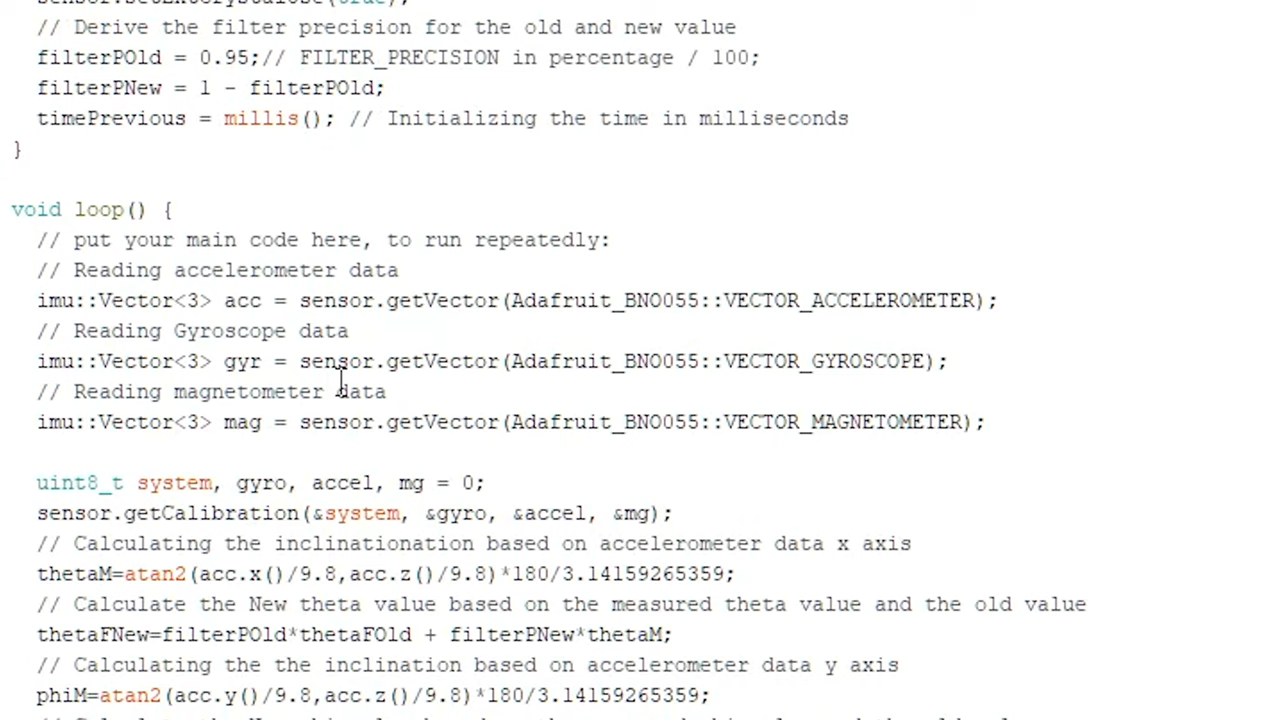 // Derive the filter precision for the old and new value
filterPOld = 0.95;// FILTER_PRECISION in percentage / 100;
filterPNew = 1 - filterPOld;
timePrevious = millis(); // Initializing the time in milliseconds
}
void loop() {
// put your main code here, to run repeatedly:
// Reading accelerometer data
imu::Vector<3> acc = sensor.getVector(Adafruit_BNO055::VECTOR_ACCELEROMETER);
// Reading Gyroscope data
imu::Vector<3> gyr = sensor.getVector(Adafruit_BNO055::VECTOR_GYROSCOPE);
// Reading magnetometer data
imu::Vector<3> mag = sensor.getVector(Adafruit_BNO055::VECTOR_MAGNETOMETER);
uint8_t system, gyro, accel, mg = 0;
sensor.getCalibration(&system, &gyro, &accel, &mg);
// Calculating the inclinationation based on accelerometer data x axis
thetaM=atan2(acc.x()/9.8,acc.z()/9.8)*180/3.14159265359;
// Calculate the New theta value based on the measured theta value and the old value
thetaFNew=filterPOld*thetaFOld + filterPNew*thetaM;
// Calculating the the inclination based on accelerometer data y axis
phiM=atan2(acc.y()/9.8,acc.z()/9.8)*180/3.14159265359;